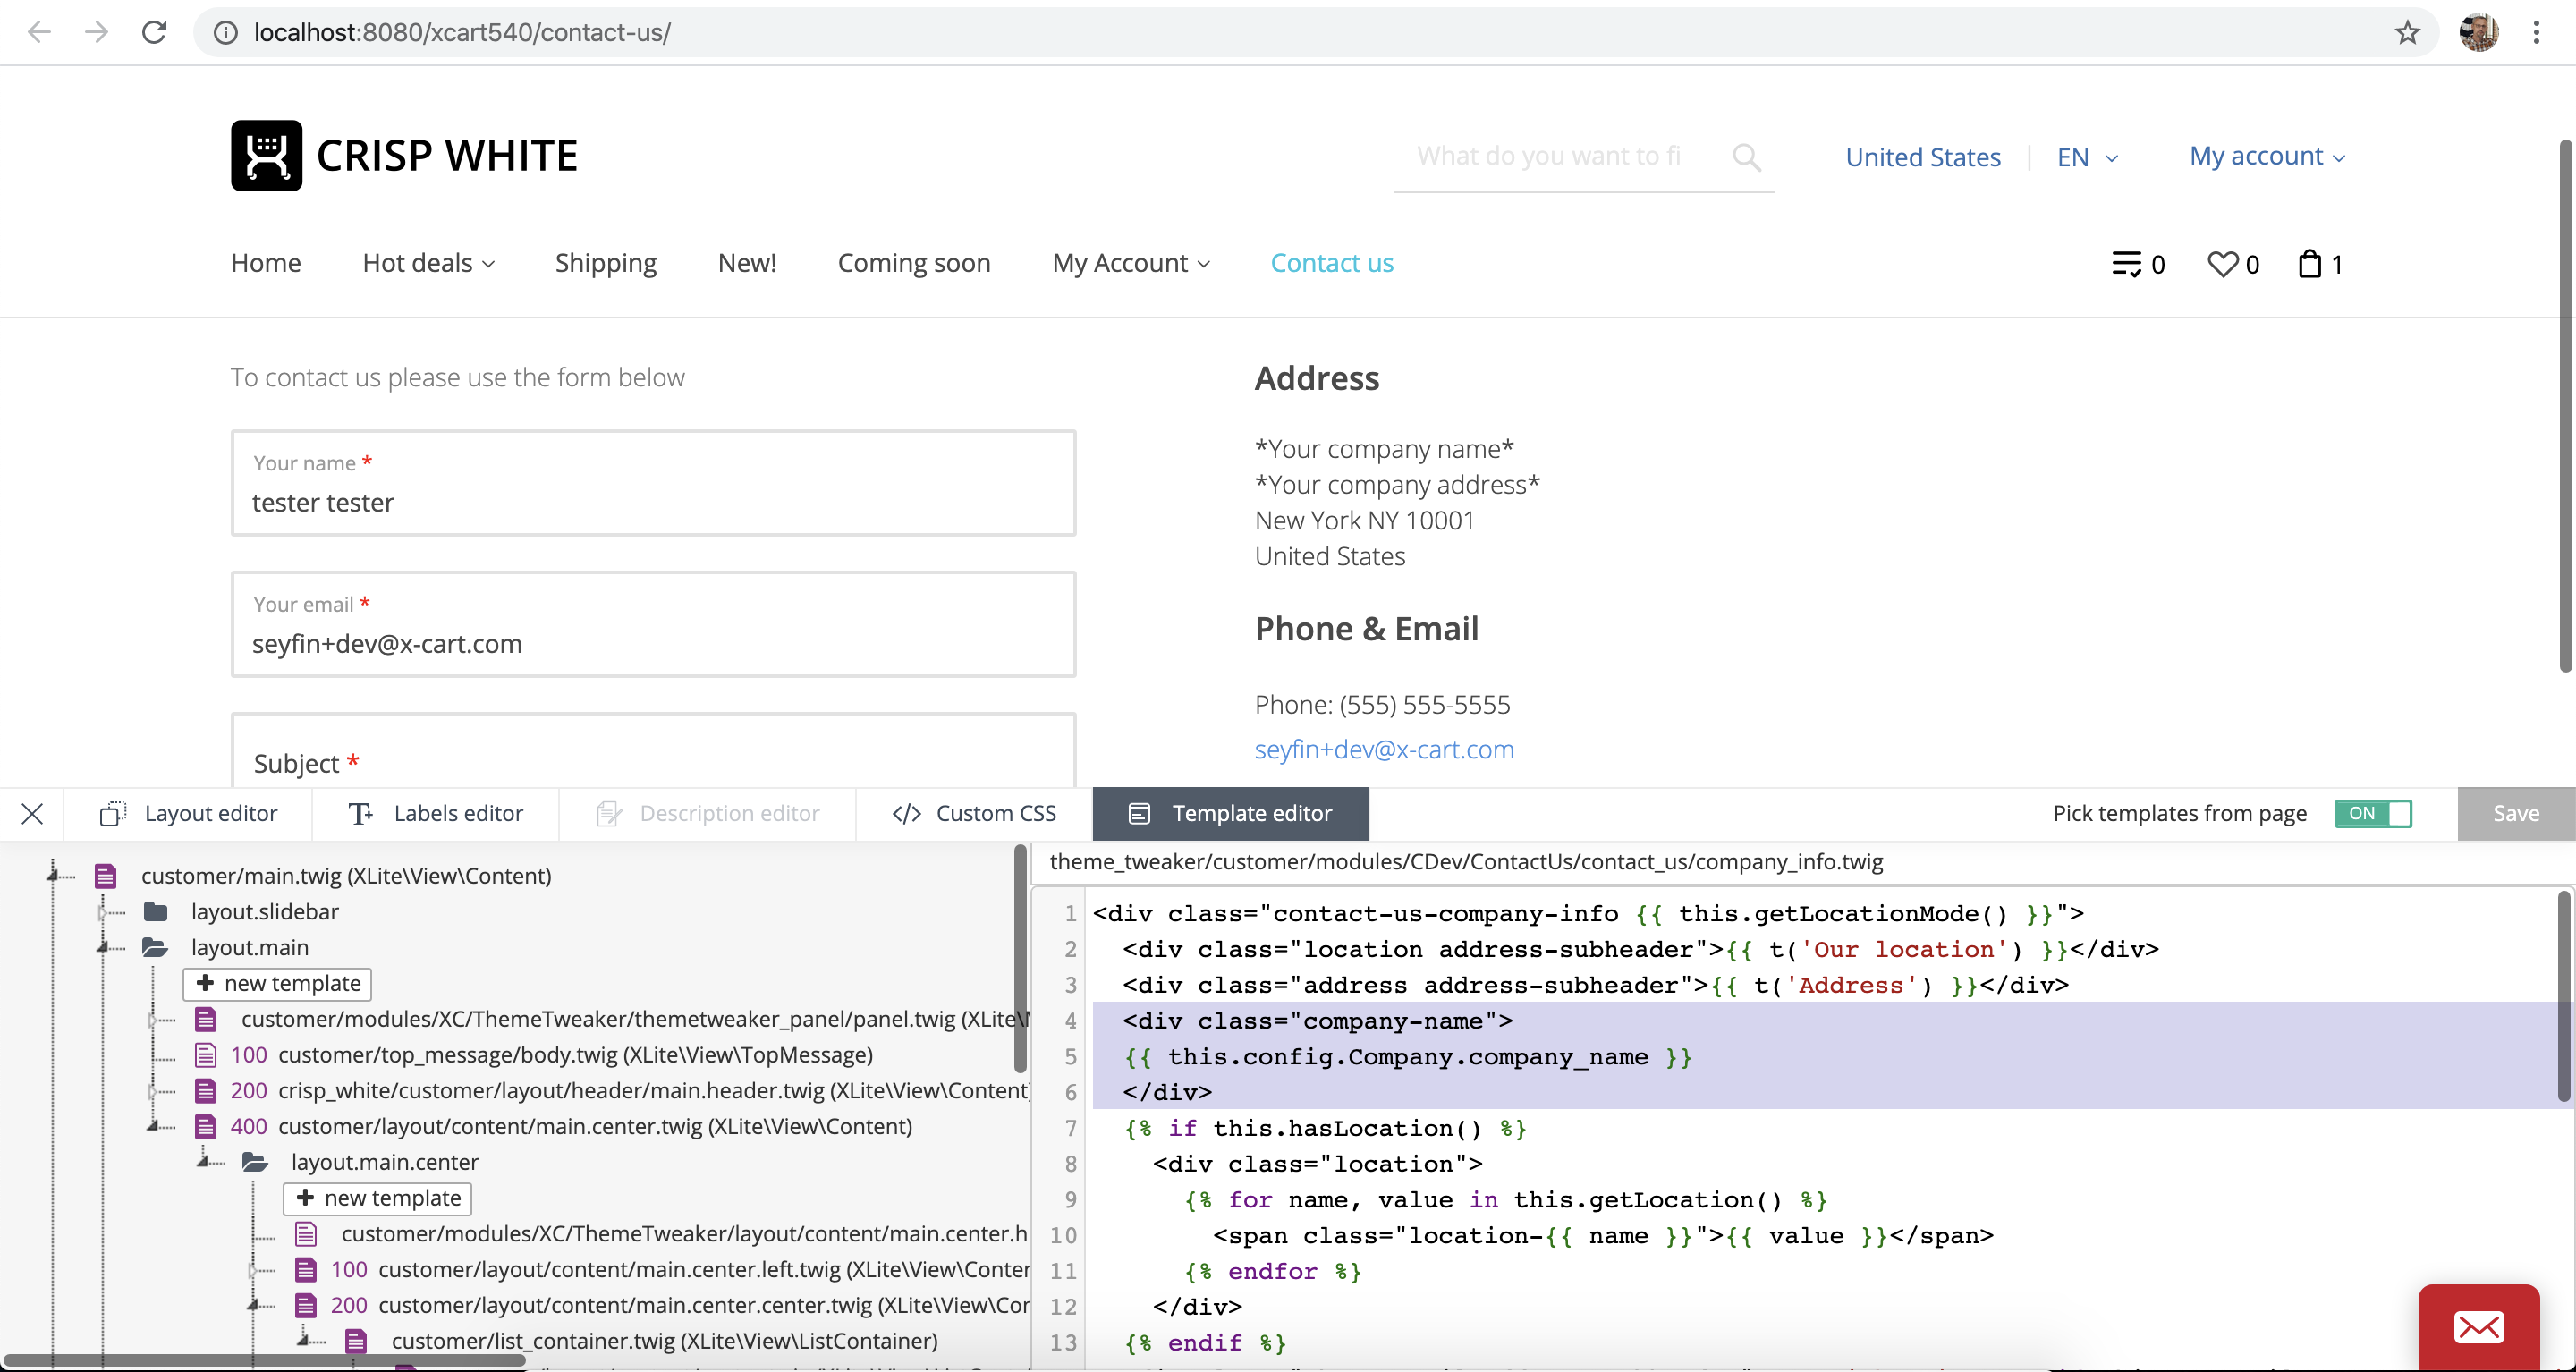 localhost:8080/xcart540/contact-us/
CRISP WHITE
What do you want to fi
United States
EN
My account
Home
Hot deals
Shipping
New!
Coming soon
My Account
Contact us
0
0
1
To contact us please use the form below
Your name *
tester tester
Your email *
seyfin+dev@x-cart.com
Subject *
Address
*Your company name*
*Your company address*
New York NY 10001
United States
Phone & Email
Phone: (555) 555-5555
seyfin+dev@x-cart.com
Layout editor
Labels editor
Description editor
</> Custom CSS
Template editor
Pick templates from page
ON
Save
customer/main.twig (XLite\View\Content)
layout.slidebar
layout.main
+ new template
customer/modules/XC/ThemeTweaker/themetweaker_panel/panel.twig (XLite\
100 customer/top_message/body.twig (XLite\View\TopMessage)
200 crisp_white/customer/layout/header/main.header.twig (XLite\View\Content)
400 customer/layout/content/main.center.twig (XLite\View\Content)
layout.main.center
+ new template
customer/modules/XC/ThemeTweaker/layout/content/main.center.hi
100 customer/layout/content/main.center.left.twig (XLite\View\Conter
200 customer/layout/content/main.center.center.twig (XLite\View\Cor
customer/list_container.twig (XLite\View\ListContainer)
theme_tweaker/customer/modules/CDev/ContactUs/contact_us/company_info.twig
1 <div class="contact-us-company-info {{ this.getLocationMode() }}">
2 <div class="location address-subheader">{{ t('Our location') }}</div>
3 <div class="address address-subheader">{{ t('Address') }}</div>
4 <div class="company-name">
5 {{ this.config.Company.company_name }}
6 </div>
7 {% if this.hasLocation() %}
8 <div class="location">
9 {% for name, value in this.getLocation() %}
10 <span class="location-{{ name }}">{{ value }}</span>
11 {% endfor %}
12 </div>
13 {% endif %}